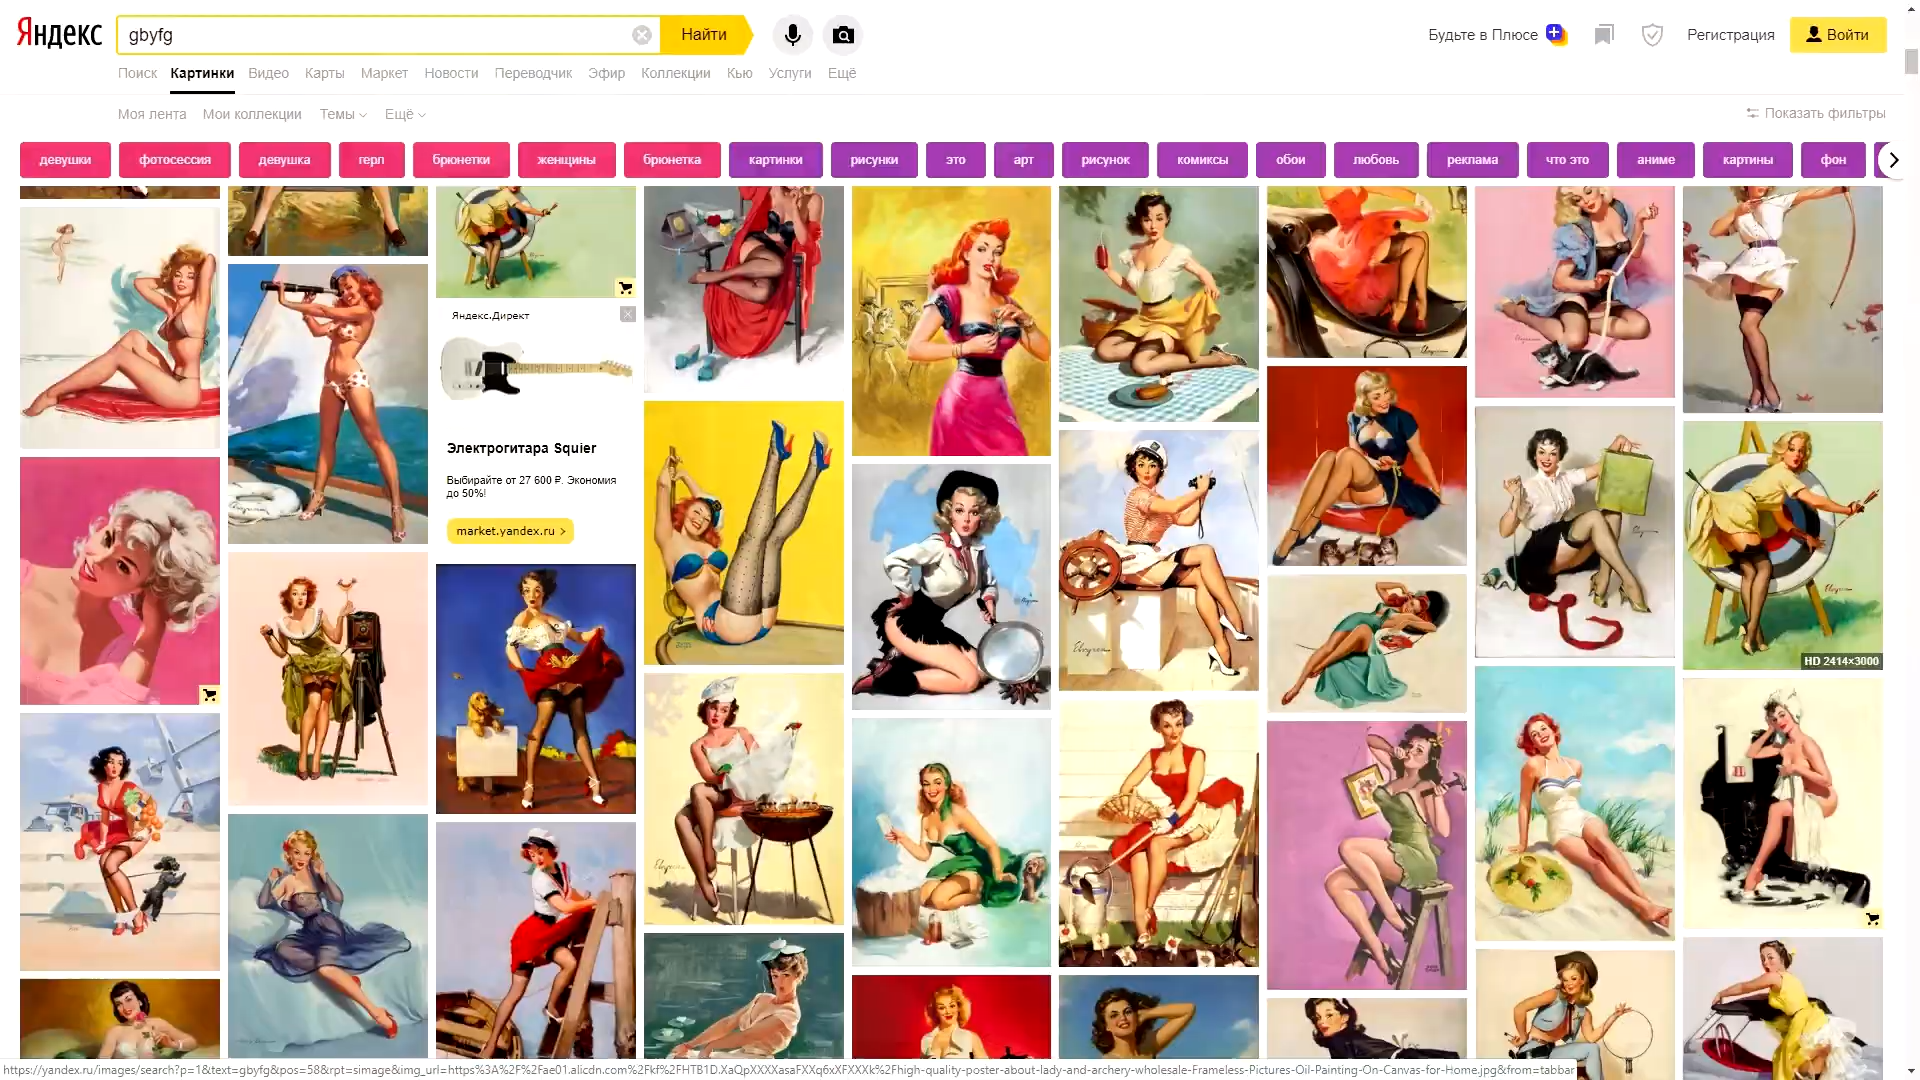 Яндекс
gbyfg
Найти
Будьте в Плюсе
Регистрация
Войти
Поиск Картинки Видео Карты Маркет Новости Переводчик Эфир Коллекции Кью Услуги Ещё
Моя лента Мои коллекции Темы Ещё
Показать фильтры
девушки фотосессия девушка герл брюнетки женщины брюнетка картинки рисунки это арт рисунок комиксы обои любовь реклама что это аниме картины фон
Яндекс.Директ
Электрогитара Squier
Выбирайте от 27 600 ₽. Экономия
до 50%!
market.yandex.ru >
HD 2414×3000
https://yandex.ru/images/search?p=1&text=gbyfg&pos=58&rpt=simage&img_url=https%3A%2F%2Fae01.alicdn.com%2Fkf%2FHTB1D.XaQpXXXXasaFXXq6xXFXXXk%2Fhigh-quality-poster-about-lady-and-archery-wholesale-Frameless-Pictures-Oil-Painting-On-Canvas-for-Home.jpg&from=tabbar